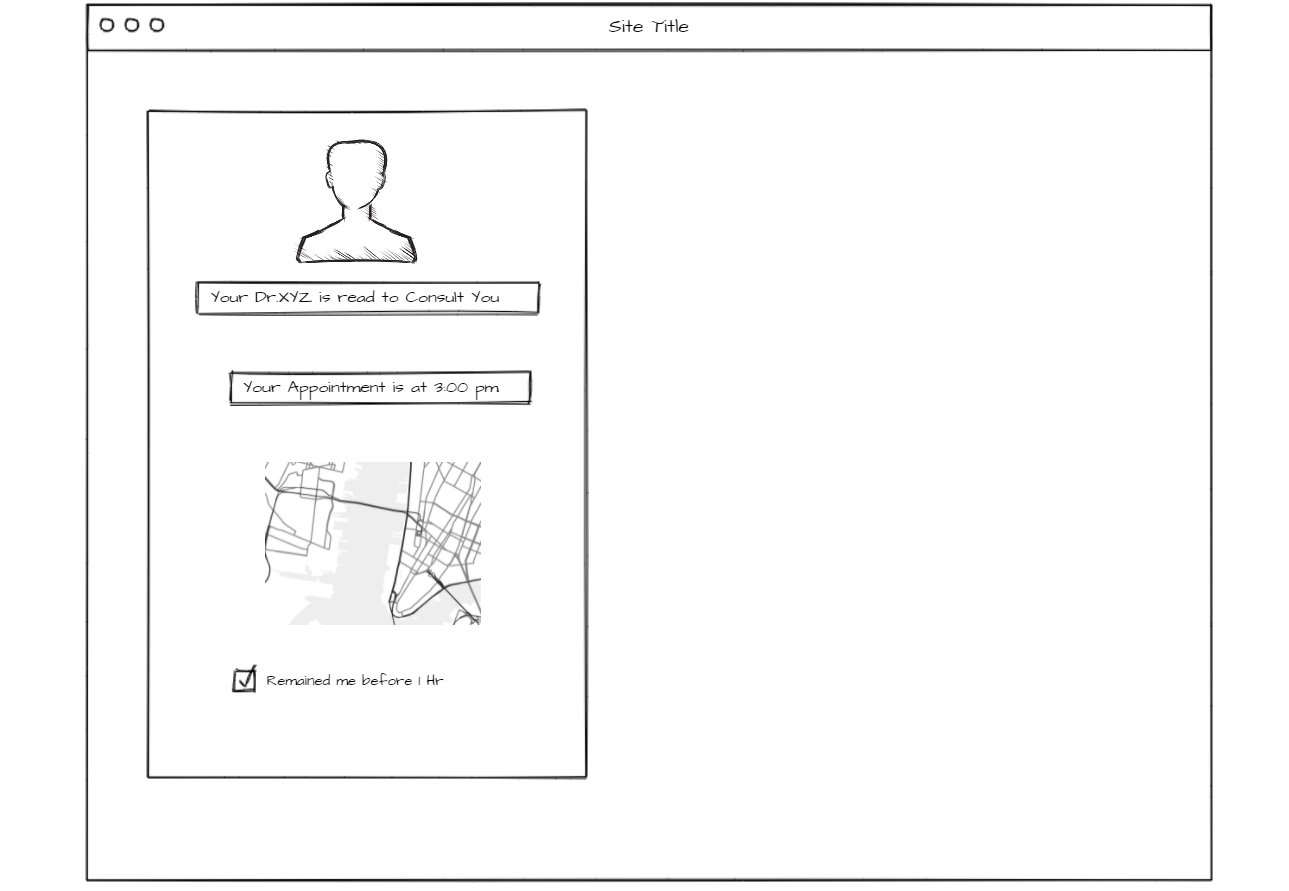 Site Title
Your Dr.XYZ is read to Consult You
Your Appointment is at 3:00 pm
Remained me before 1 Hr